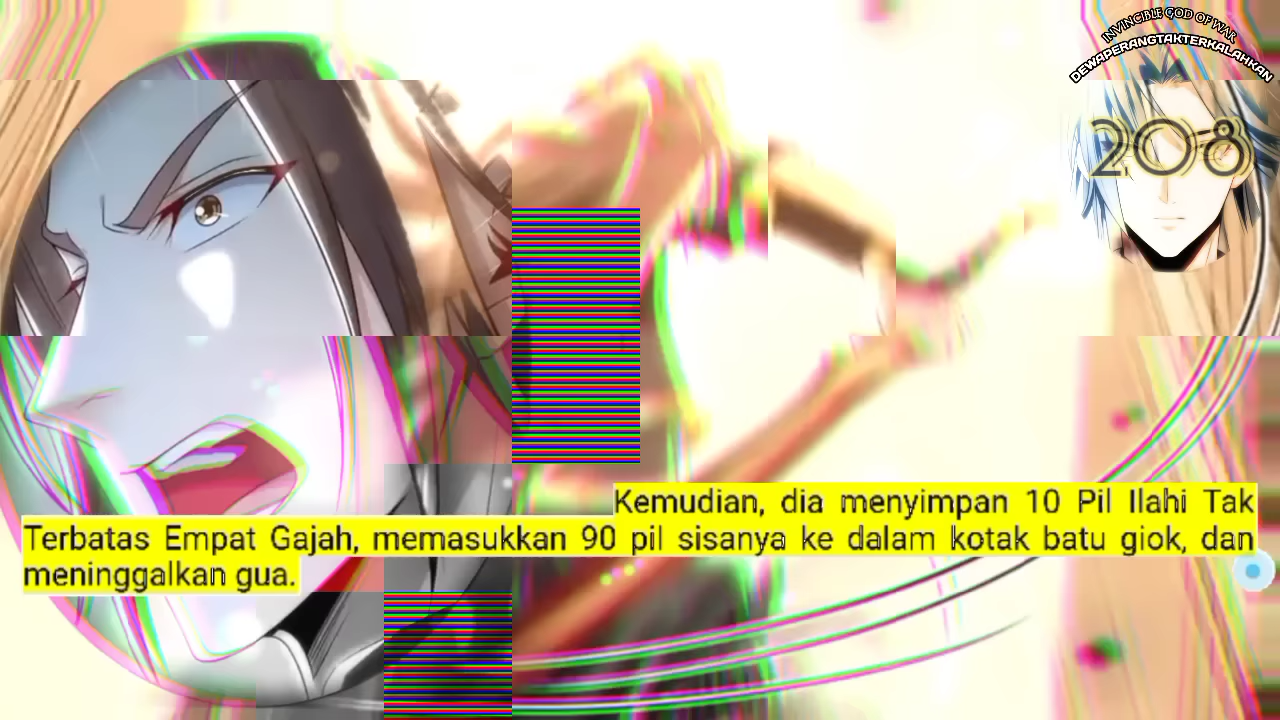 INVINCIBLE GOD OF WAR
DEWAPERANGTAKTERKALAHKAN
208
Kemudian, dia menyimpan 10 Pil Ilahi Tak
Terbatas Empat Gajah, memasukkan 90 pil sisanya ke dalam kotak batu giok, dan
meninggalkan gua.